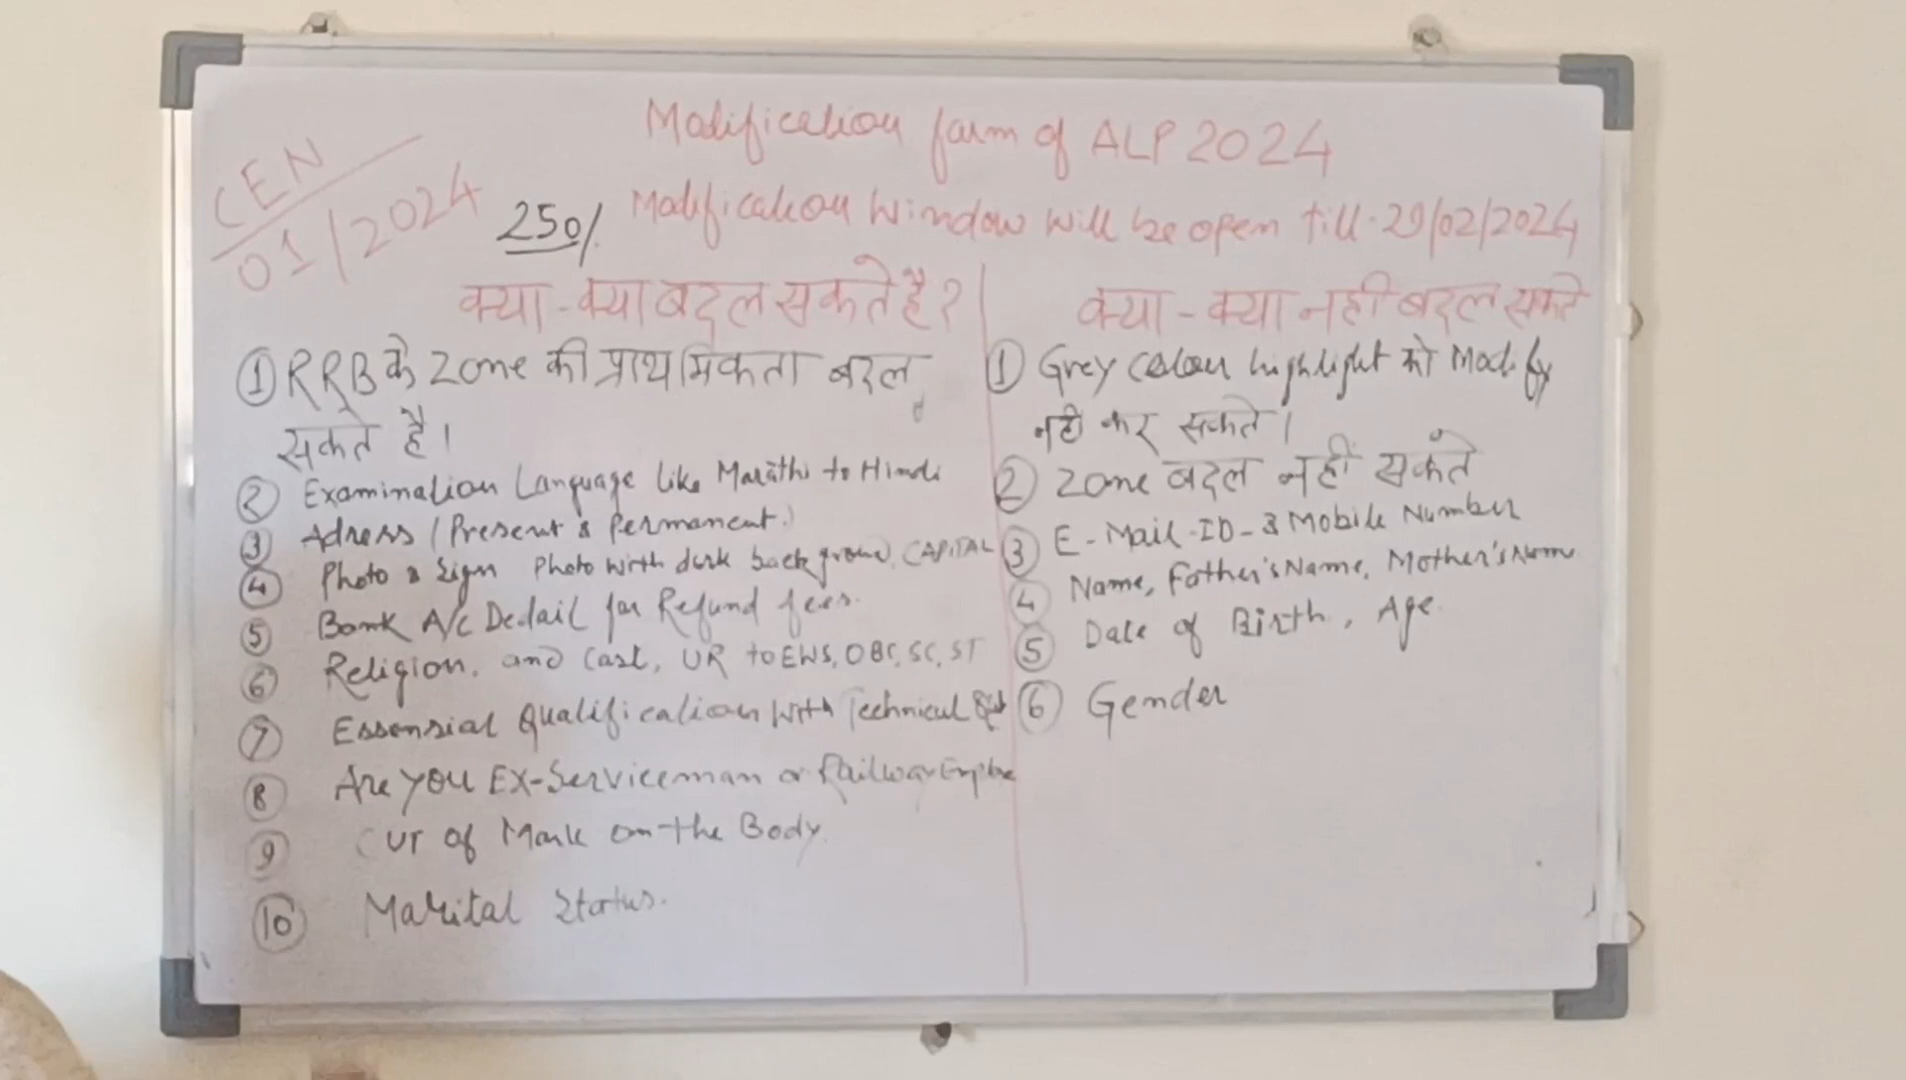 CEN
01/2024
Modification farm of ALP 2024
250/. Modification Window will be open till-29/02/2024
क्या-क्या बदल सकते है?
① RRB के Zone की प्राथमिकता बदल
सकते है।
② Examination Language like Marathi to Hindi
③ Adress (Present & Permanent.)
④ Photo & Sign Photo with dark back ground, CAPITAL
⑤ Bank A/c Detail for Refund fees.
⑥ Religion, and Cast, UR to EWS, OBC, SC, ST
⑦ Essensial Qualification With Technical
⑧ Are you EX-Serviceman or Railway
⑨ CUT of Mark on-the Body.
⑩ Marital Status.
क्या-क्या नही बदल सकते
① Grey Colour highlight को Modify
नही कर सकते।
② Zone बदल नहीं सकते
③ E-Mail-ID-& Mobile Number
④ Name, Father's Name, Mother's Name
⑤ Date of Birth, Age.
⑥ Gender